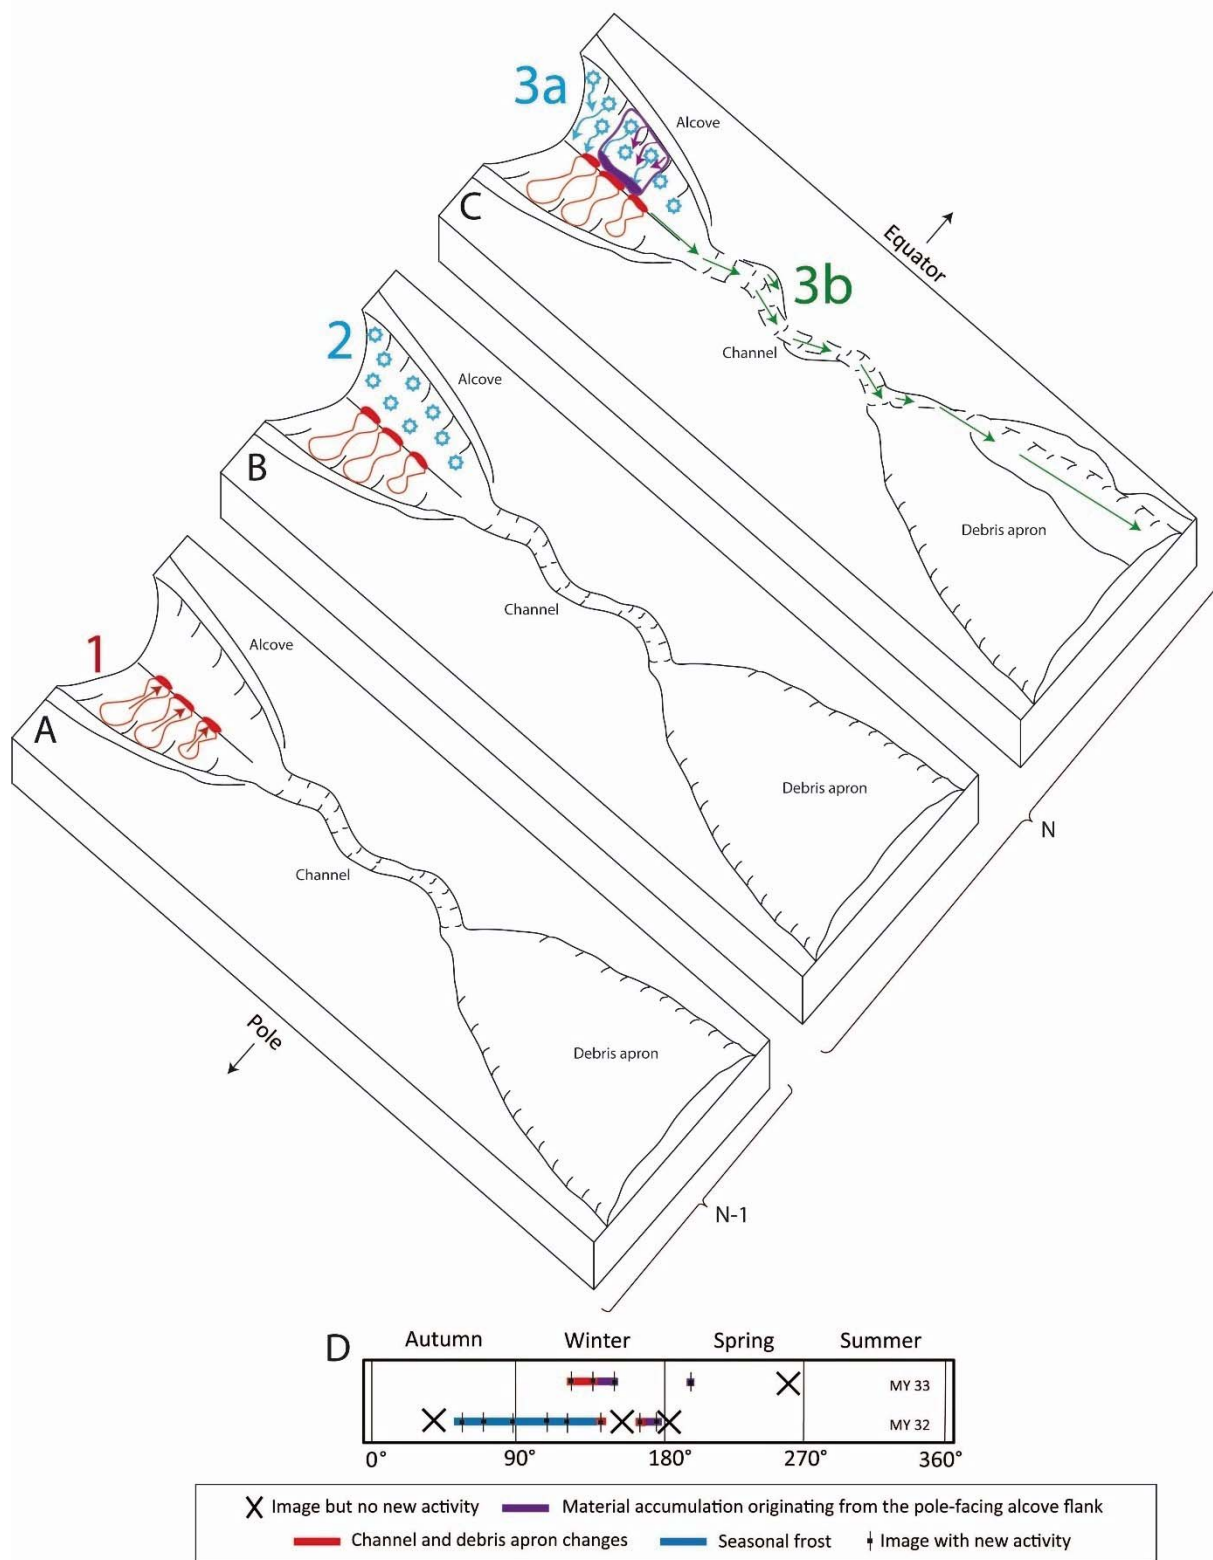 3a
Alcove
C
Equator
3b
Channel
2
Alcove
B
Debris apron
Channel
1
Alcove
A
Debris apron
N
Channel
Pole
Debris apron
N-1
D
Autumn Winter Spring Summer
MY 33
MY 32
0° 90° 180° 270° 360°
Image but no new activity Material accumulation originating from the pole-facing alcove flank
Channel and debris apron changes Seasonal frost Image with new activity